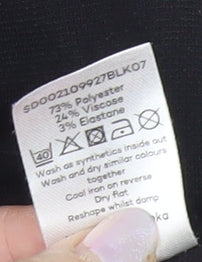 SD002109927BLK07
73% Polyester
24% Viscose
3% Elastane
40
Wash as synthetics inside out
Wash and dry similar colours
together
Cool iron on reverse
Dry flat
Reshape whilst damp